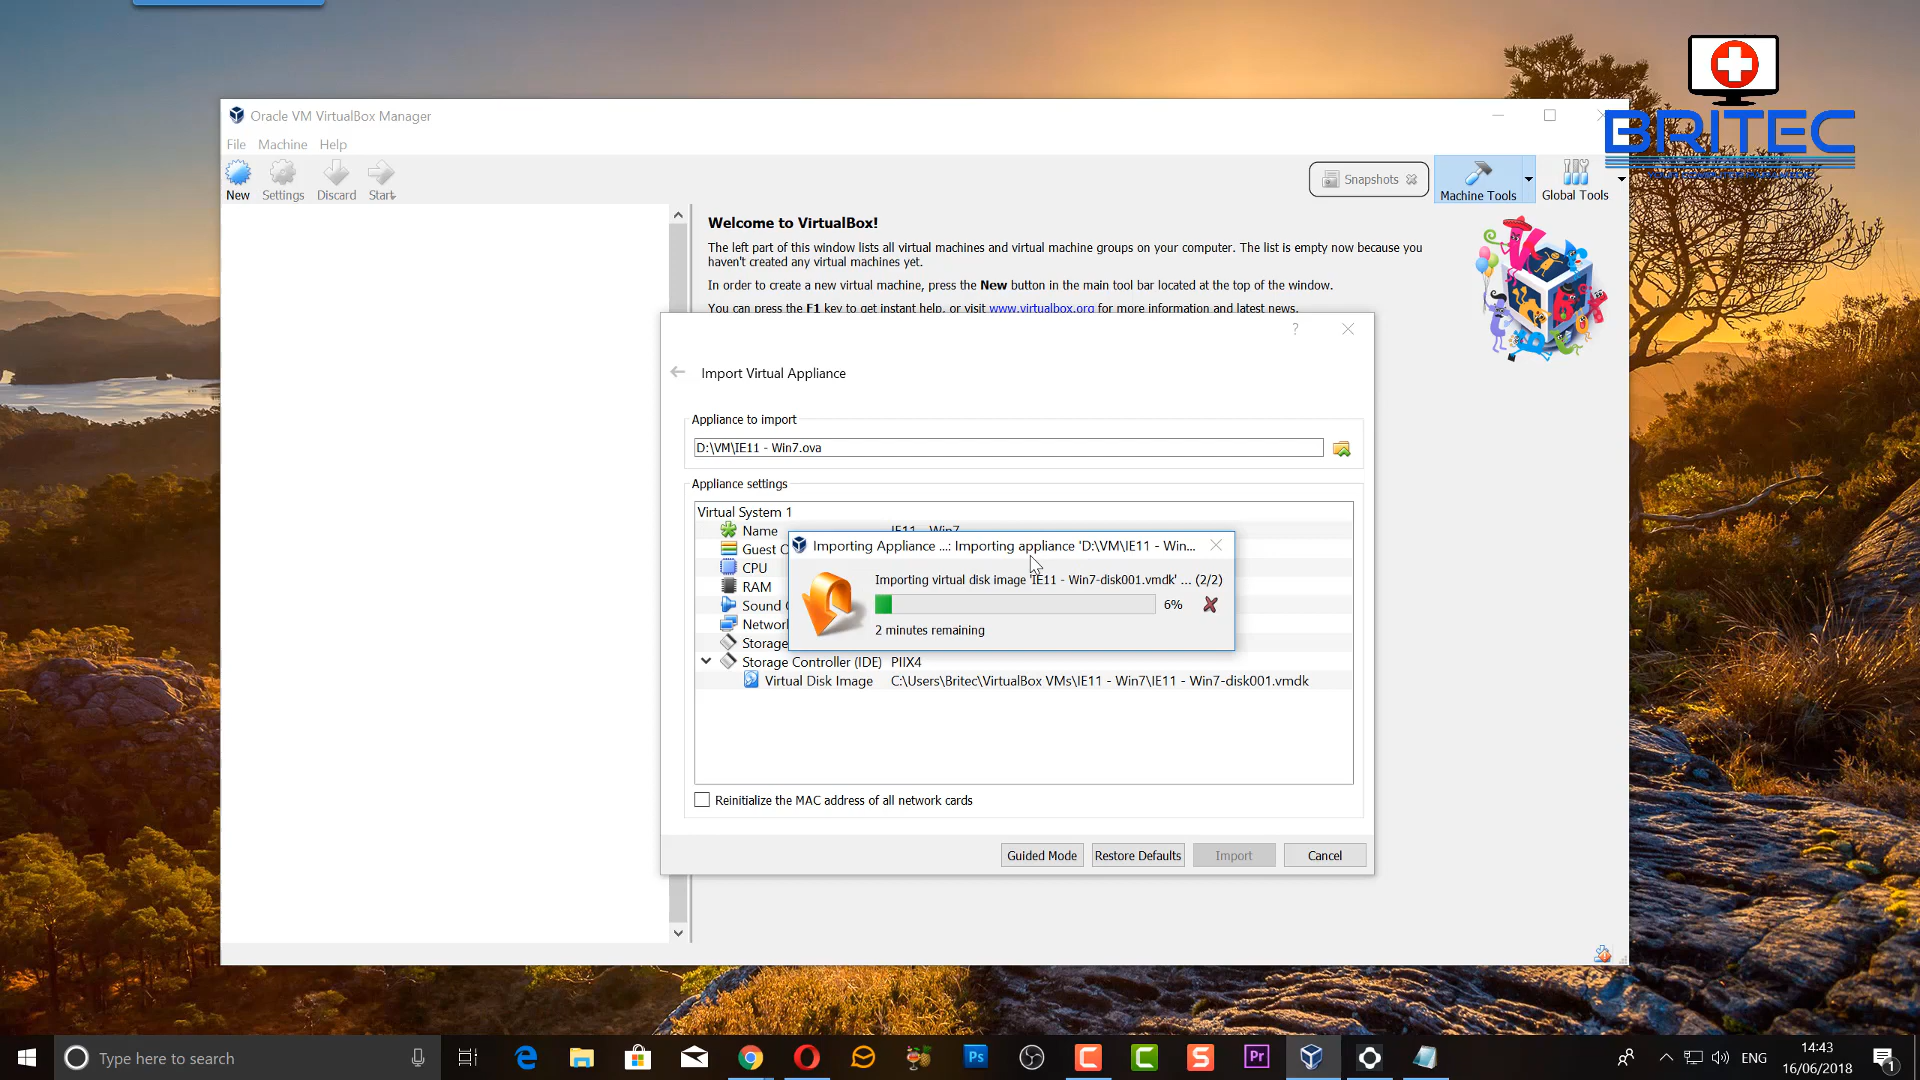 BRITEC
Oracle VM VirtualBox Manager
File Machine Help
New Settings Discard Start
Snapshots Machine Tools Global Tools
Welcome to VirtualBox!
The left part of this window lists all virtual machines and virtual machine groups on your computer. The list is empty now because you
haven't created any virtual machines yet.
In order to create a new virtual machine, press the New button in the main tool bar located at the top of the window.
You can press the F1 key to get instant help, or visit www.virtualbox.org for more information and latest news.
?
Import Virtual Appliance
Appliance to import
D:\VM\IE11 - Win7.ova
Appliance settings
Virtual System 1
Name IE11 - Win7
Guest O
CPU
RAM
Sound
Network
Storage
Storage Controller (IDE) PIIX4
Virtual Disk Image C:\Users\Britec\VirtualBox VMs\IE11 - Win7\IE11 - Win7-disk001.vmdk
Importing Appliance ...: Importing appliance 'D:\VM\IE11 - Win...
Importing virtual disk image 'IE11 - Win7-disk001.vmdk' ... (2/2)
6%
2 minutes remaining
Reinitialize the MAC address of all network cards
Guided Mode Restore Defaults Import Cancel
Type here to search
Ps
Pr
ENG
14:43
16/06/2018
1